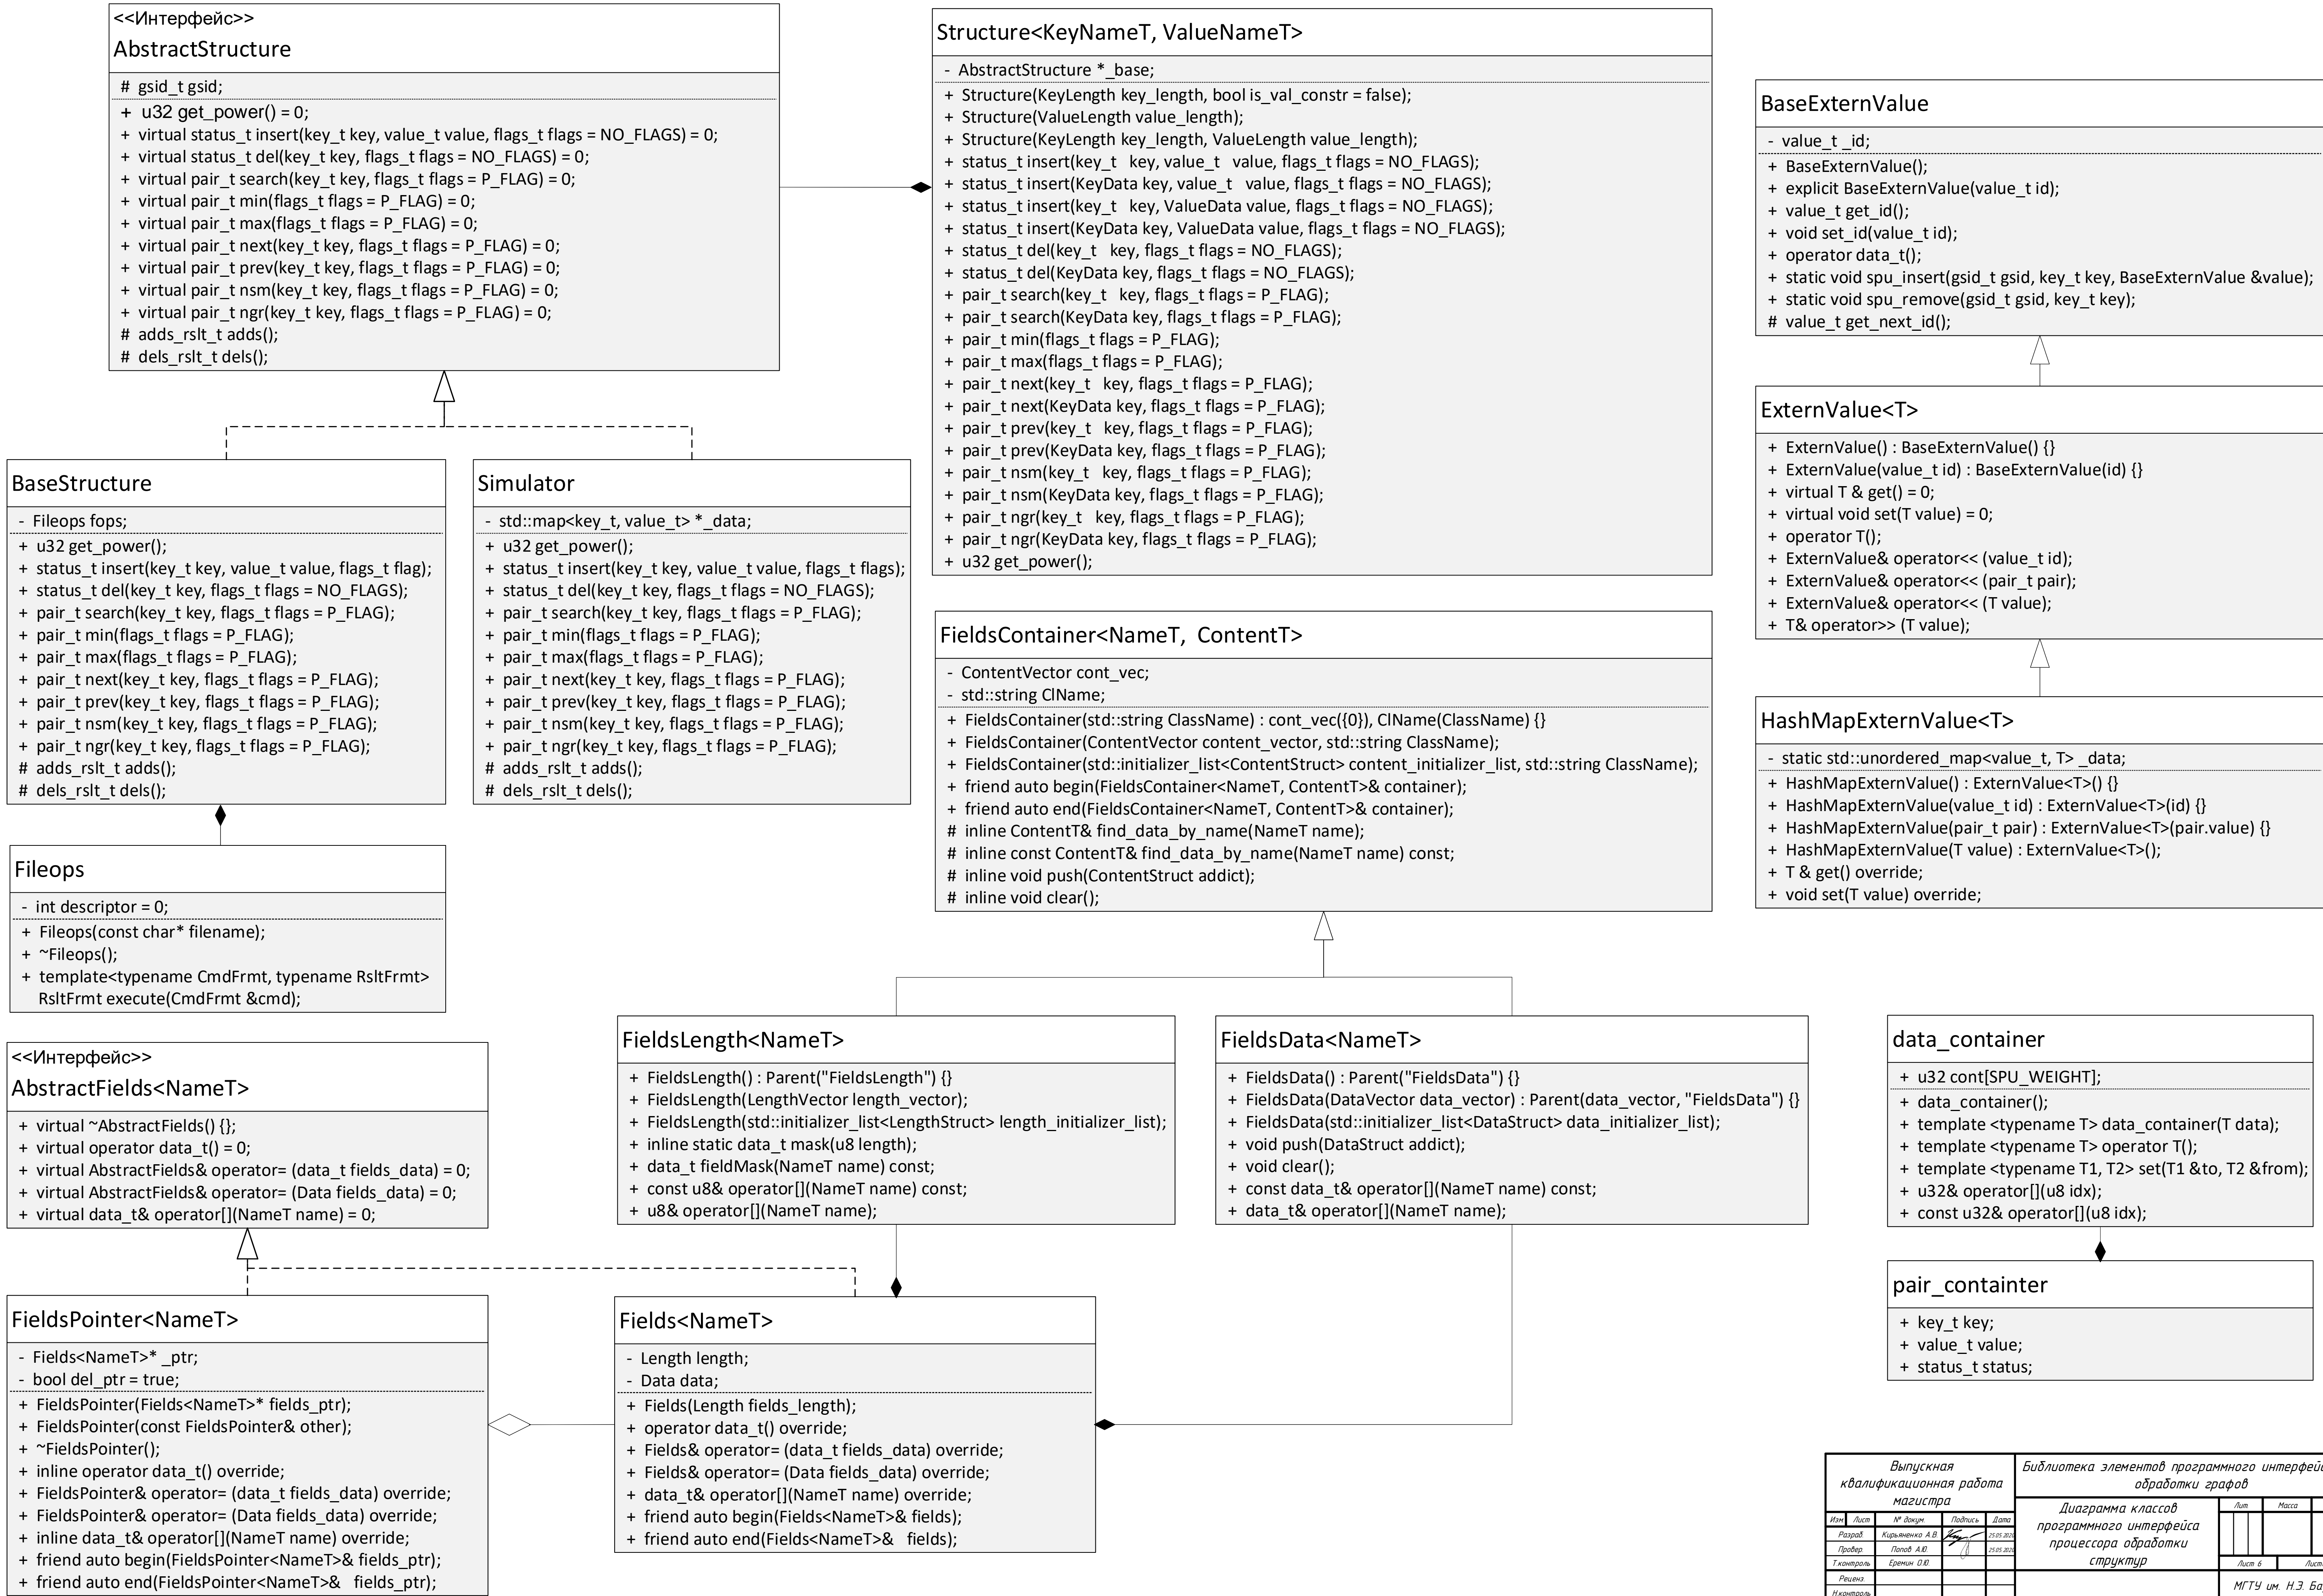 <<Интерфейс>>
AbstractStructure
# gsid_t gsid;
+ u32 get_power() = 0;
+ virtual status_t insert(key_t key, value_t value, flags_t flags = NO_FLAGS) = 0;
+ virtual status_t del(key_t key, flags_t flags = NO_FLAGS) = 0;
+ virtual pair_t search(key_t key, flags_t flags = P_FLAG) = 0;
+ virtual pair_t min(flags_t flags = P_FLAG) = 0;
+ virtual pair_t max(flags_t flags = P_FLAG) = 0;
+ virtual pair_t next(key_t key, flags_t flags = P_FLAG) = 0;
+ virtual pair_t prev(key_t key, flags_t flags = P_FLAG) = 0;
+ virtual pair_t nsm(key_t key, flags_t flags = P_FLAG) = 0;
+ virtual pair_t ngr(key_t key, flags_t flags = P_FLAG) = 0;
# adds_rslt_t adds();
# dels_rslt_t dels();
Structure<KeyNameT, ValueNameT>
- AbstractStructure *_base;
+ Structure(KeyLength key_length, bool is_val_constr = false);
+ Structure(ValueLength value_length);
+ Structure(KeyLength key_length, ValueLength value_length);
+ status_t insert(key_t key, value_t value, flags_t flags = NO_FLAGS);
+ status_t insert(KeyData key, value_t value, flags_t flags = NO_FLAGS);
+ status_t insert(key_t key, ValueData value, flags_t flags = NO_FLAGS);
+ status_t insert(KeyData key, ValueData value, flags_t flags = NO_FLAGS);
+ status_t del(key_t key, flags_t flags = NO_FLAGS);
+ status_t del(KeyData key, flags_t flags = NO_FLAGS);
+ pair_t search(key_t key, flags_t flags = P_FLAG);
+ pair_t search(KeyData key, flags_t flags = P_FLAG);
+ pair_t min(flags_t flags = P_FLAG);
+ pair_t max(flags_t flags = P_FLAG);
+ pair_t next(key_t key, flags_t flags = P_FLAG);
+ pair_t next(KeyData key, flags_t flags = P_FLAG);
+ pair_t prev(key_t key, flags_t flags = P_FLAG);
+ pair_t prev(KeyData key, flags_t flags = P_FLAG);
+ pair_t nsm(key_t key, flags_t flags = P_FLAG);
+ pair_t nsm(KeyData key, flags_t flags = P_FLAG);
+ pair_t ngr(key_t key, flags_t flags = P_FLAG);
+ pair_t ngr(KeyData key, flags_t flags = P_FLAG);
+ u32 get_power();
BaseExternValue
- value_t _id;
+ BaseExternValue();
+ explicit BaseExternValue(value_t id);
+ value_t get_id();
+ void set_id(value_t id);
+ operator data_t();
+ static void spu_insert(gsid_t gsid, key_t key, BaseExternValue &value);
+ static void spu_remove(gsid_t gsid, key_t key);
# value_t get_next_id();
ExternValue<T>
+ ExternValue() : BaseExternValue() {}
+ ExternValue(value_t id) : BaseExternValue(id) {}
+ virtual T & get() = 0;
+ virtual void set(T value) = 0;
+ operator T();
+ ExternValue& operator<< (value_t id);
+ ExternValue& operator<< (pair_t pair);
+ ExternValue& operator<< (T value);
+ T& operator>> (T value);
HashMapExternValue<T>
- static std::unordered_map<value_t, T> _data;
+ HashMapExternValue() : ExternValue<T>() {}
+ HashMapExternValue(value_t id) : ExternValue<T>(id) {}
+ HashMapExternValue(pair_t pair) : ExternValue<T>(pair.value) {}
+ HashMapExternValue(T value) : ExternValue<T>();
+ T & get() override;
+ void set(T value) override;
BaseStructure
- Fileops fops;
+ u32 get_power();
+ status_t insert(key_t key, value_t value, flags_t flag);
+ status_t del(key_t key, flags_t flags = NO_FLAGS);
+ pair_t search(key_t key, flags_t flags = P_FLAG);
+ pair_t min(flags_t flags = P_FLAG);
+ pair_t max(flags_t flags = P_FLAG);
+ pair_t next(key_t key, flags_t flags = P_FLAG);
+ pair_t prev(key_t key, flags_t flags = P_FLAG);
+ pair_t nsm(key_t key, flags_t flags = P_FLAG);
+ pair_t ngr(key_t key, flags_t flags = P_FLAG);
# adds_rslt_t adds();
# dels_rslt_t dels();
Simulator
- std::map<key_t, value_t> *_data;
+ u32 get_power();
+ status_t insert(key_t key, value_t value, flags_t flags);
+ status_t del(key_t key, flags_t flags = NO_FLAGS);
+ pair_t search(key_t key, flags_t flags = P_FLAG);
+ pair_t min(flags_t flags = P_FLAG);
+ pair_t max(flags_t flags = P_FLAG);
+ pair_t next(key_t key, flags_t flags = P_FLAG);
+ pair_t prev(key_t key, flags_t flags = P_FLAG);
+ pair_t nsm(key_t key, flags_t flags = P_FLAG);
+ pair_t ngr(key_t key, flags_t flags = P_FLAG);
# adds_rslt_t adds();
# dels_rslt_t dels();
FieldsContainer<NameT, ContentT>
- ContentVector cont_vec;
- std::string ClName;
+ FieldsContainer(std::string ClassName) : cont_vec({0}), ClName(ClassName) {}
+ FieldsContainer(ContentVector content_vector, std::string ClassName);
+ FieldsContainer(std::initializer_list<ContentStruct> content_initializer_list, std::string ClassName);
+ friend auto begin(FieldsContainer<NameT, ContentT>& container);
+ friend auto end(FieldsContainer<NameT, ContentT>& container);
# inline ContentT& find_data_by_name(NameT name);
# inline const ContentT& find_data_by_name(NameT name) const;
# inline void push(ContentStruct addict);
# inline void clear();
Fileops
- int descriptor = 0;
+ Fileops(const char* filename);
+ ~Fileops();
+ template<typename CmdFrmt, typename RsltFrmt>
RsltFrmt execute(CmdFrmt &cmd);
<<Интерфейс>>
AbstractFields<NameT>
+ virtual ~AbstractFields() {};
+ virtual operator data_t() = 0;
+ virtual AbstractFields& operator= (data_t fields_data) = 0;
+ virtual AbstractFields& operator= (Data fields_data) = 0;
+ virtual data_t& operator[](NameT name) = 0;
FieldsLength<NameT>
+ FieldsLength() : Parent("FieldsLength") {}
+ FieldsLength(LengthVector length_vector);
+ FieldsLength(std::initializer_list<LengthStruct> length_initializer_list);
+ inline static data_t mask(u8 length);
+ data_t fieldMask(NameT name) const;
+ const u8& operator[](NameT name) const;
+ u8& operator[](NameT name);
FieldsData<NameT>
+ FieldsData() : Parent("FieldsData") {}
+ FieldsData(DataVector data_vector) : Parent(data_vector, "FieldsData") {}
+ FieldsData(std::initializer_list<DataStruct> data_initializer_list);
+ void push(DataStruct addict);
+ void clear();
+ const data_t& operator[](NameT name) const;
+ data_t& operator[](NameT name);
data_container
+ u32 cont[SPU_WEIGHT];
+ data_container();
+ template <typename T> data_container(T data);
+ template <typename T> operator T();
+ template <typename T1, T2> set(T1 &to, T2 &from);
+ u32& operator[](u8 idx);
+ const u32& operator[](u8 idx);
pair_containter
+ key_t key;
+ value_t value;
+ status_t status;
FieldsPointer<NameT>
- Fields<NameT>* _ptr;
- bool del_ptr = true;
+ FieldsPointer(Fields<NameT>* fields_ptr);
+ FieldsPointer(const FieldsPointer& other);
+ ~FieldsPointer();
+ inline operator data_t() override;
+ FieldsPointer& operator= (data_t fields_data) override;
+ FieldsPointer& operator= (Data fields_data) override;
+ inline data_t& operator[](NameT name) override;
+ friend auto begin(FieldsPointer<NameT>& fields_ptr);
+ friend auto end(FieldsPointer<NameT>& fields_ptr);
Fields<NameT>
- Length length;
- Data data;
+ Fields(Length fields_length);
+ operator data_t() override;
+ Fields& operator= (data_t fields_data) override;
+ Fields& operator= (Data fields_data) override;
+ data_t& operator[](NameT name) override;
+ friend auto begin(Fields<NameT>& fields);
+ friend auto end(Fields<NameT>& fields);
Выпускная
квалификационная работа
магистра
Библиотека элементов программного
обработки графов
Изм Лист № докум. Подпись Дата
Разраб. Кирьяненко А.В.
Провер. Попов А.Ю.
Т.контроль Еремин О.Ю.
Реценз.
Н.контроль
Диаграмма классов
программного интерфейса
процессора обработки
структур
Лит Масса
Лист 6
МГТУ им. Н.Э.